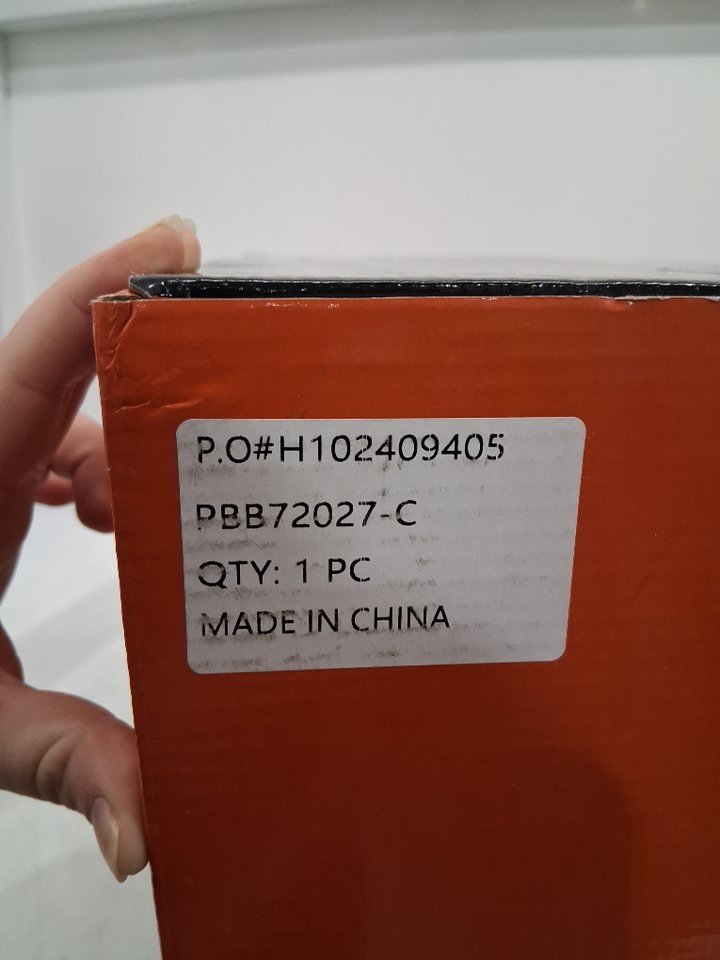 P.O#H102409405
PBB72027-C
QTY: 1 PC
MADE IN CHINA